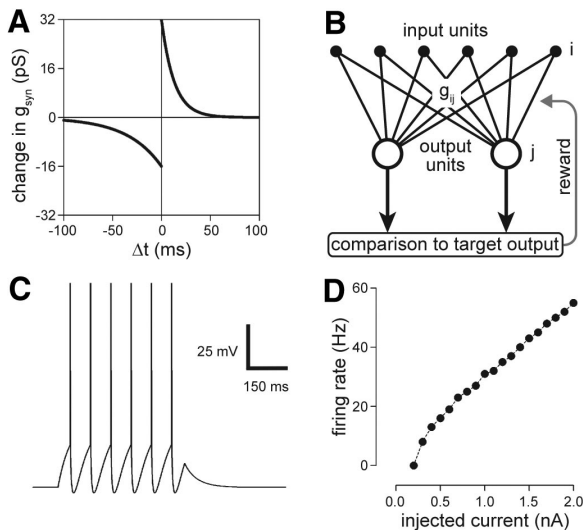 A
change in g_syn (pS)
32
16
0
-16
-32
-100
-50
0
50
100
Δt (ms)
B
input units
i
g_ij
output
units
j
reward
comparison to target output
C
25 mV
150 ms
D
firing rate (Hz)
60
40
20
0
0.0
0.5
1.0
1.5
2.0
injected current (nA)